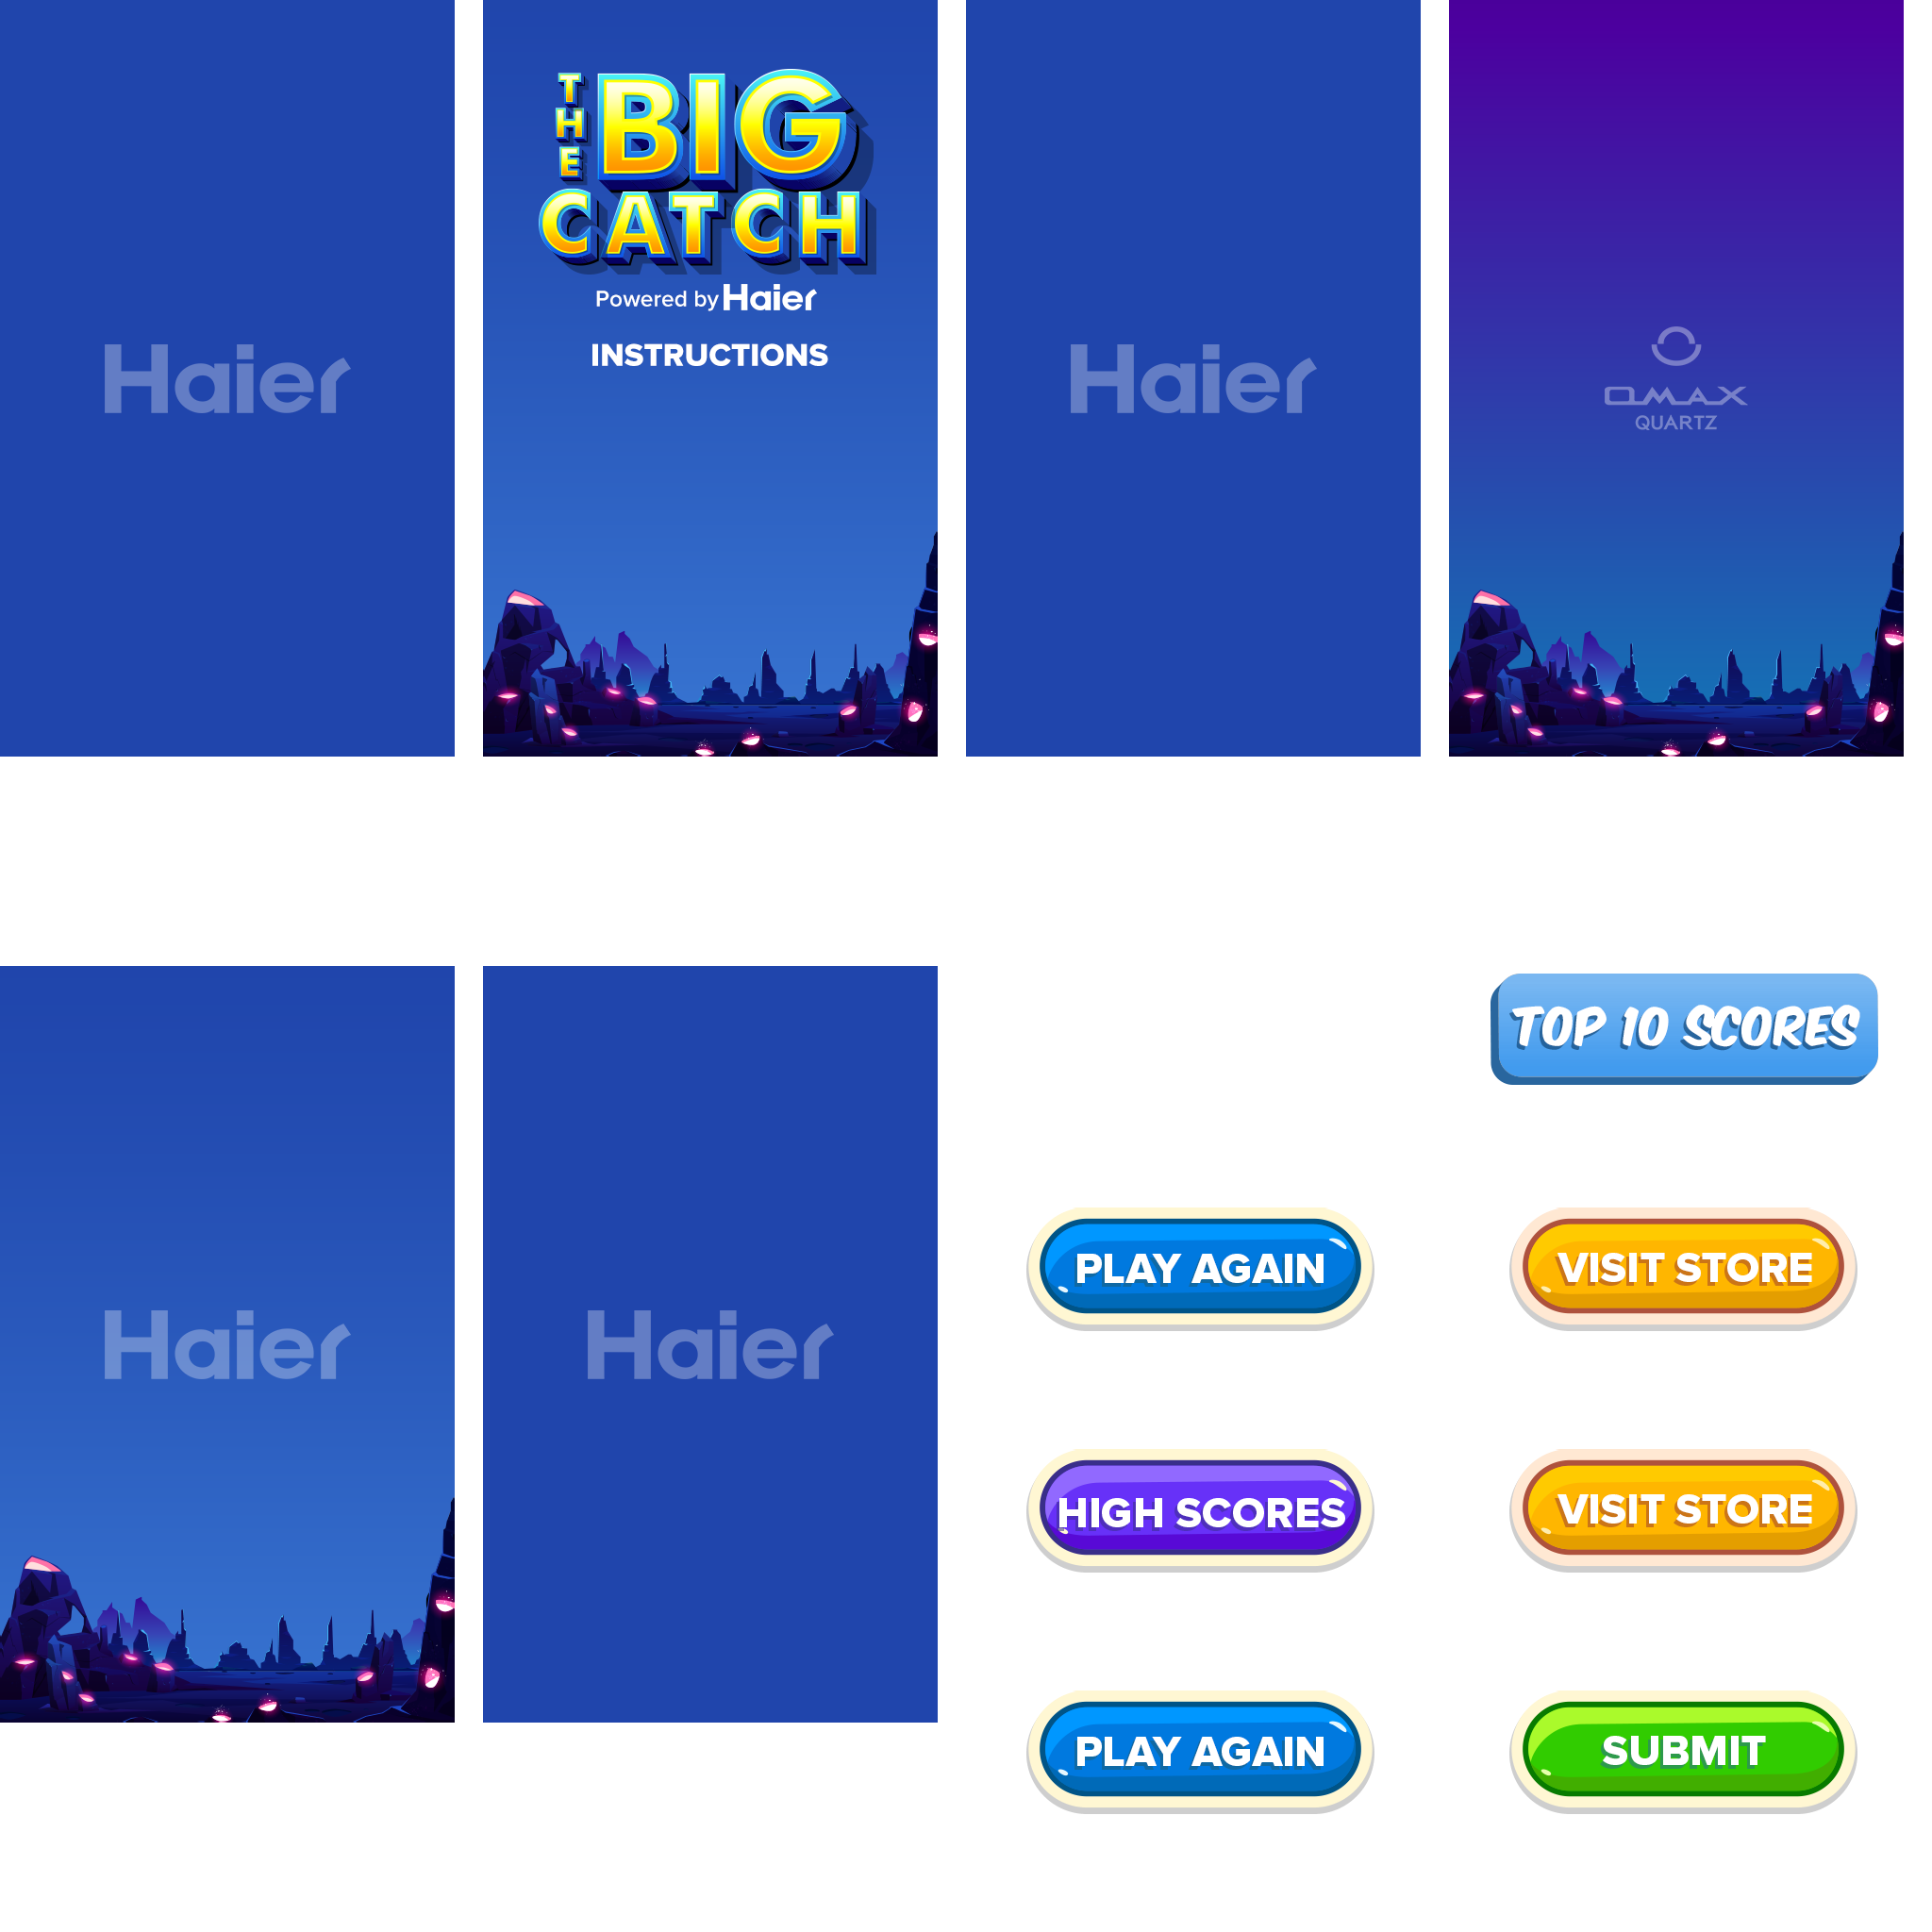 Haier
THE
BIG
CATCH
Powered by Haier
INSTRUCTIONS
Haier
OMAX
QUARTZ
Haier
Haier
TOP 10 SCORES
PLAY AGAIN
VISIT STORE
HIGH SCORES
VISIT STORE
PLAY AGAIN
SUBMIT